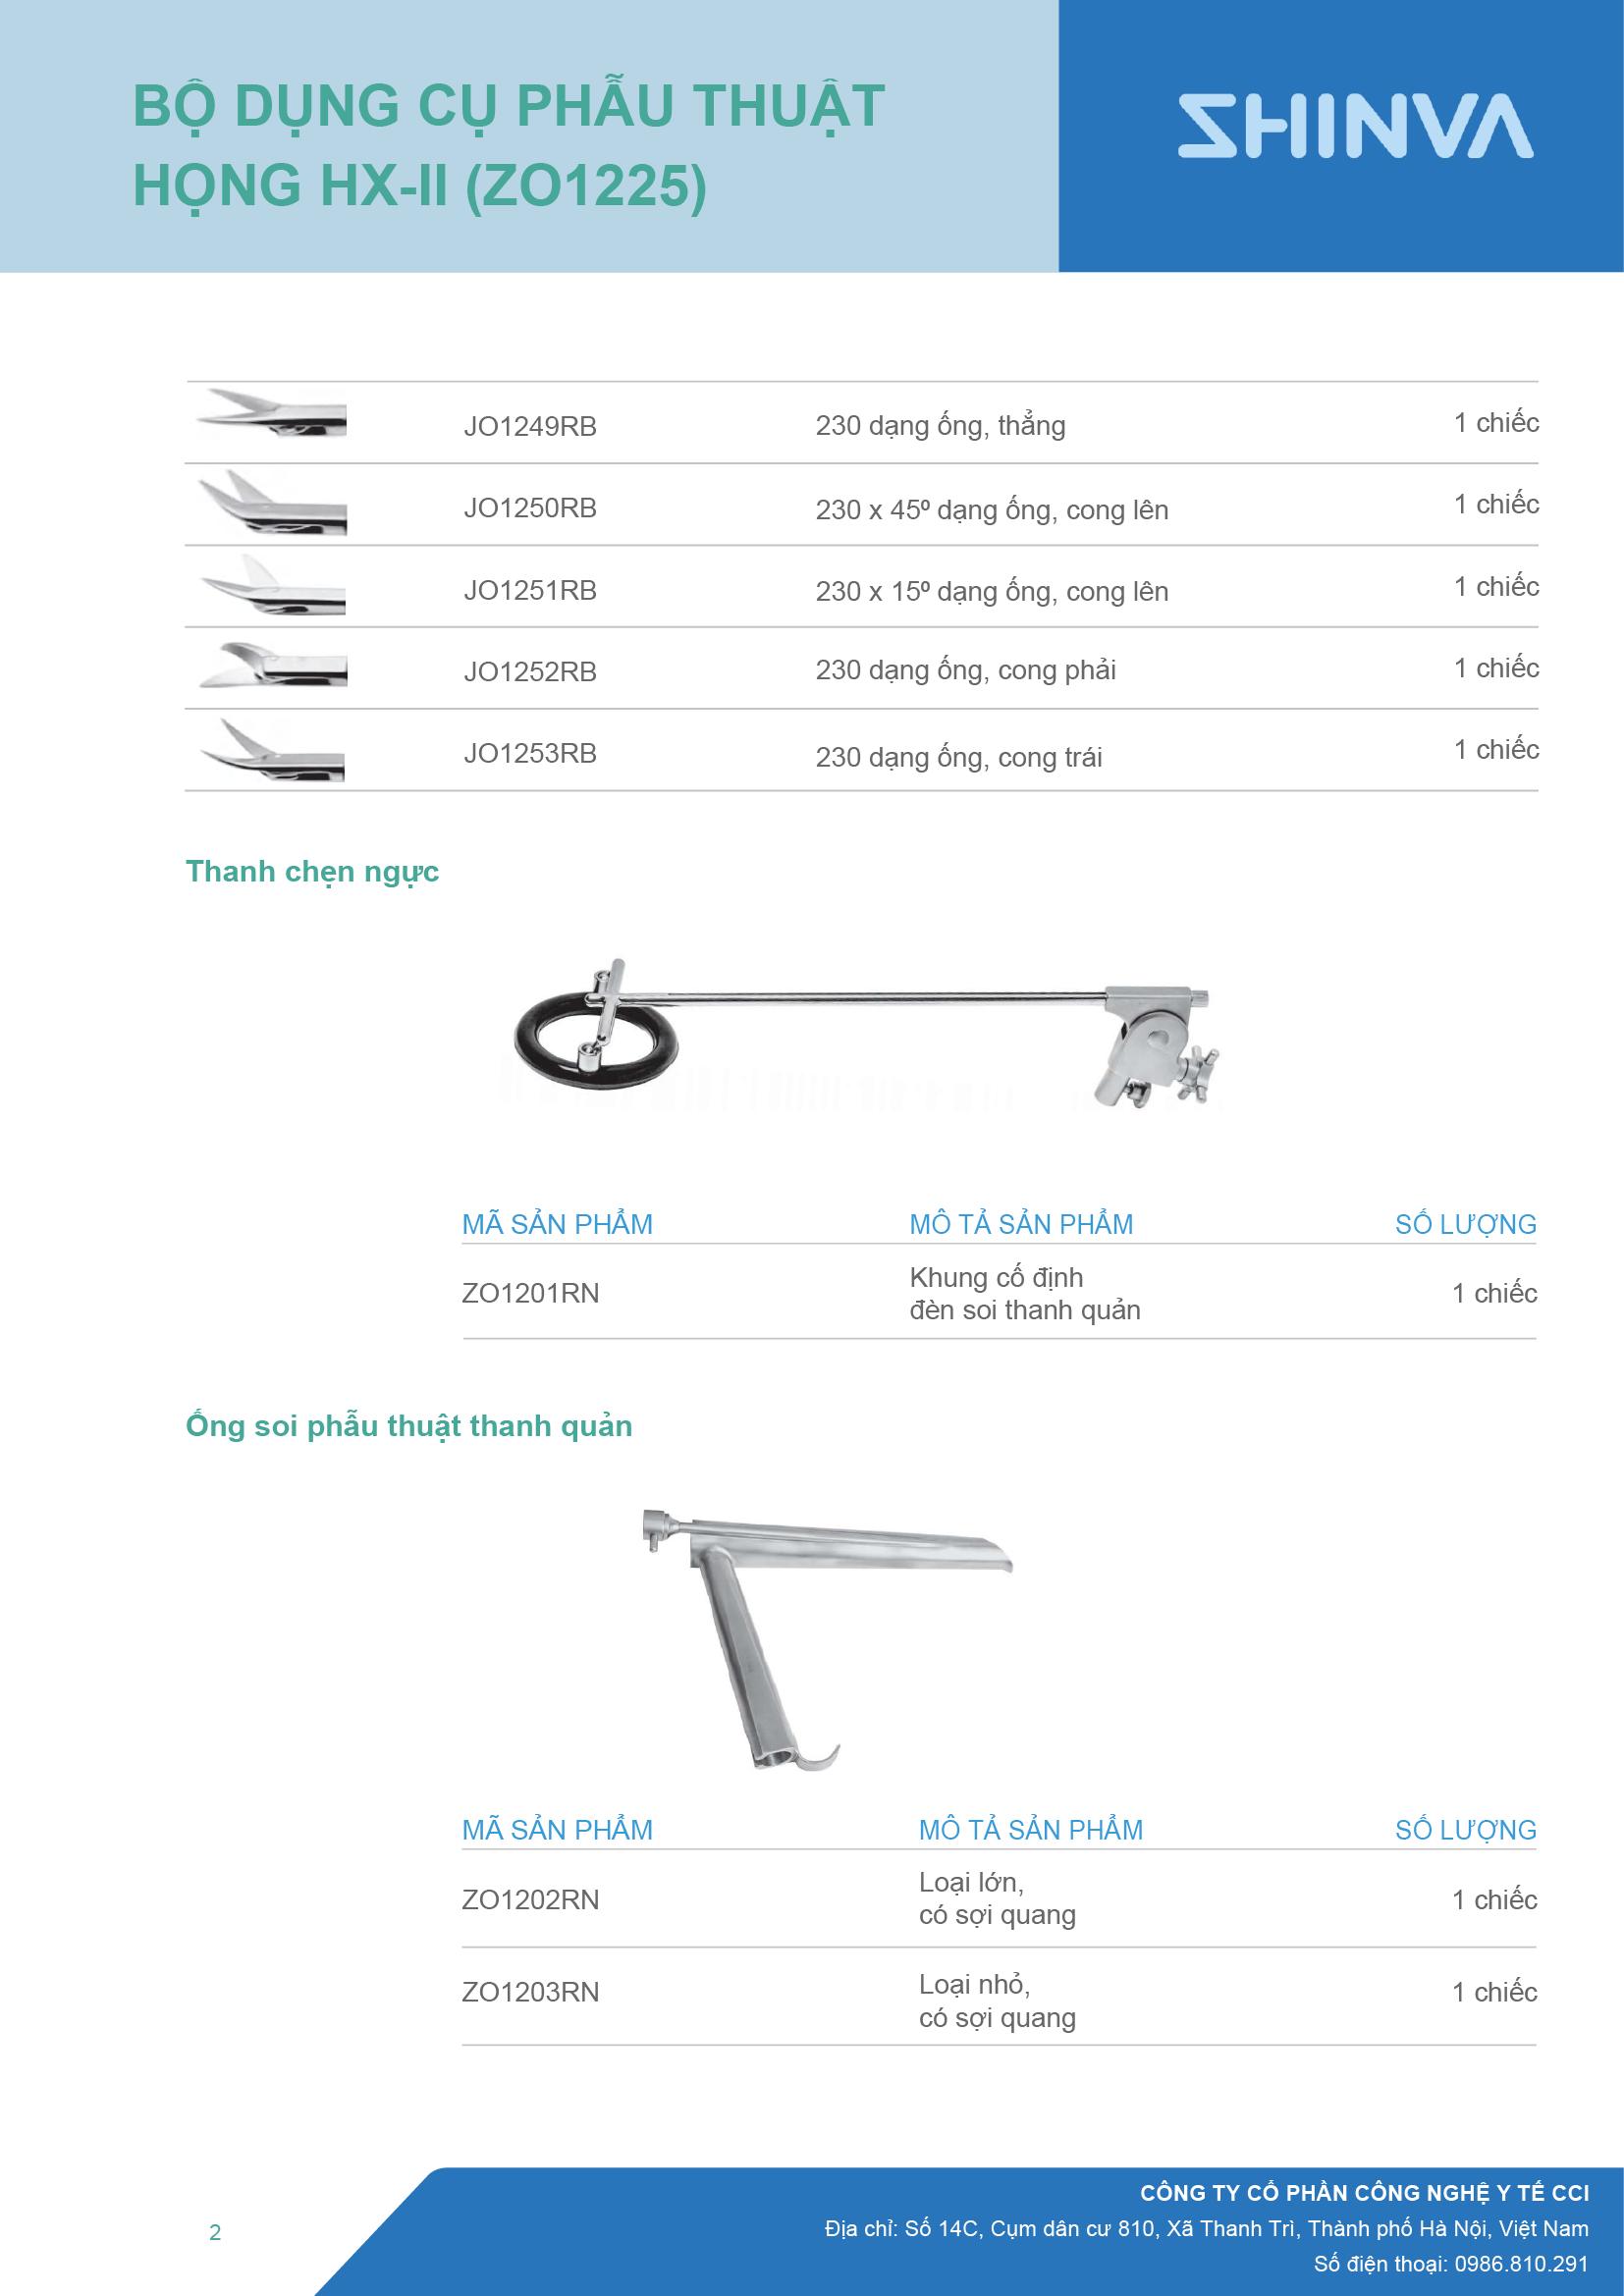 BỘ DỤNG CỤ PHẪU THUẬT
HỌNG HX-II (ZO1225)
SHINVA
JO1249RB 230 dạng ống, thẳng 1 chiếc
JO1250RB 230 x 45º dạng ống, cong lên 1 chiếc
JO1251RB 230 x 15º dạng ống, cong lên 1 chiếc
JO1252RB 230 dạng ống, cong phải 1 chiếc
JO1253RB 230 dạng ống, cong trái 1 chiếc
Thanh chẹn ngực
MÃ SẢN PHẨM MÔ TẢ SẢN PHẨM SỐ LƯỢNG
ZO1201RN Khung cố định 1 chiếc
đèn soi thanh quản
Ống soi phẫu thuật thanh quản
MÃ SẢN PHẨM MÔ TẢ SẢN PHẨM SỐ LƯỢNG
ZO1202RN Loại lớn, 1 chiếc
có sợi quang
ZO1203RN Loại nhỏ, 1 chiếc
có sợi quang
CÔNG TY CỔ PHẦN CÔNG NGHỆ Y TẾ CCI
2 Địa chỉ: Số 14C, Cụm dân cư 810, Xã Thanh Trì, Thành phố Hà Nội, Việt Nam
Số điện thoại: 0986.810.291